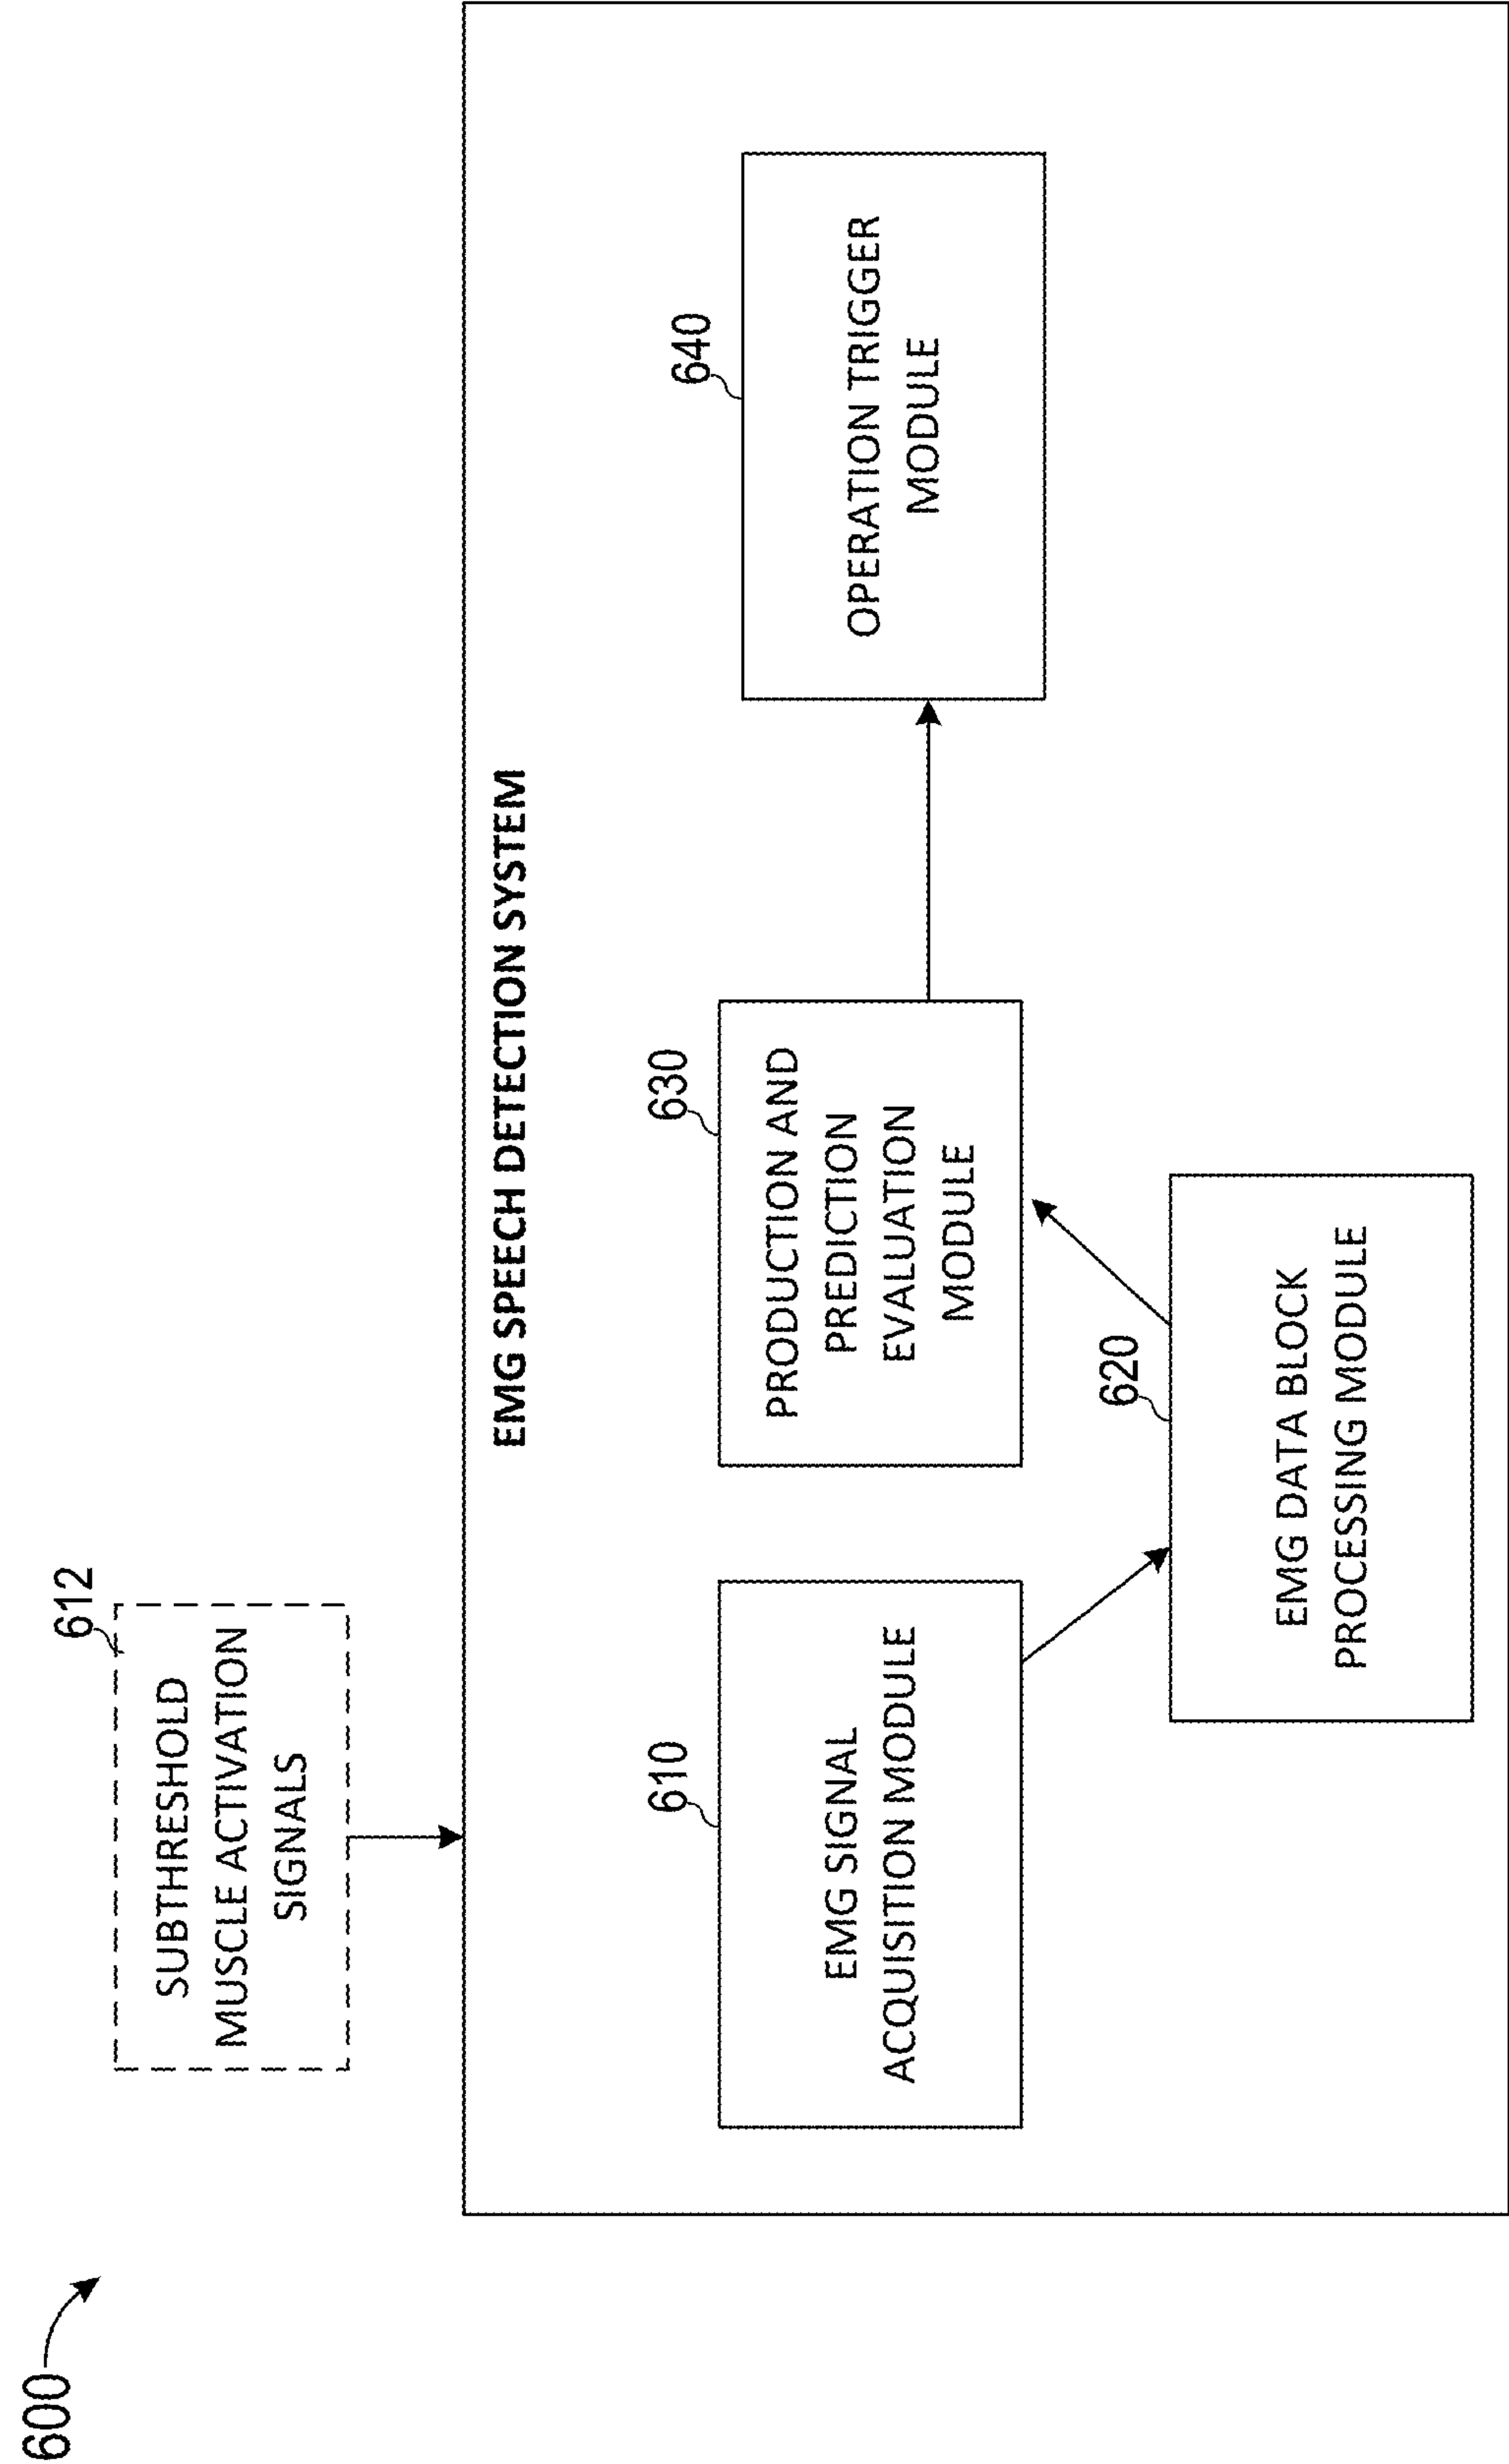 600
612
SUBTHRESHOLD
MUSCLE ACTIVATION
SIGNALS
EMG SPEECH DETECTION SYSTEM
610
EMG SIGNAL
ACQUISITION MODULE
630
PRODUCTION AND
PREDICTION
EVALUATION
MODULE
640
OPERATION TRIGGER
MODULE
620
EMG DATA BLOCK
PROCESSING MODULE